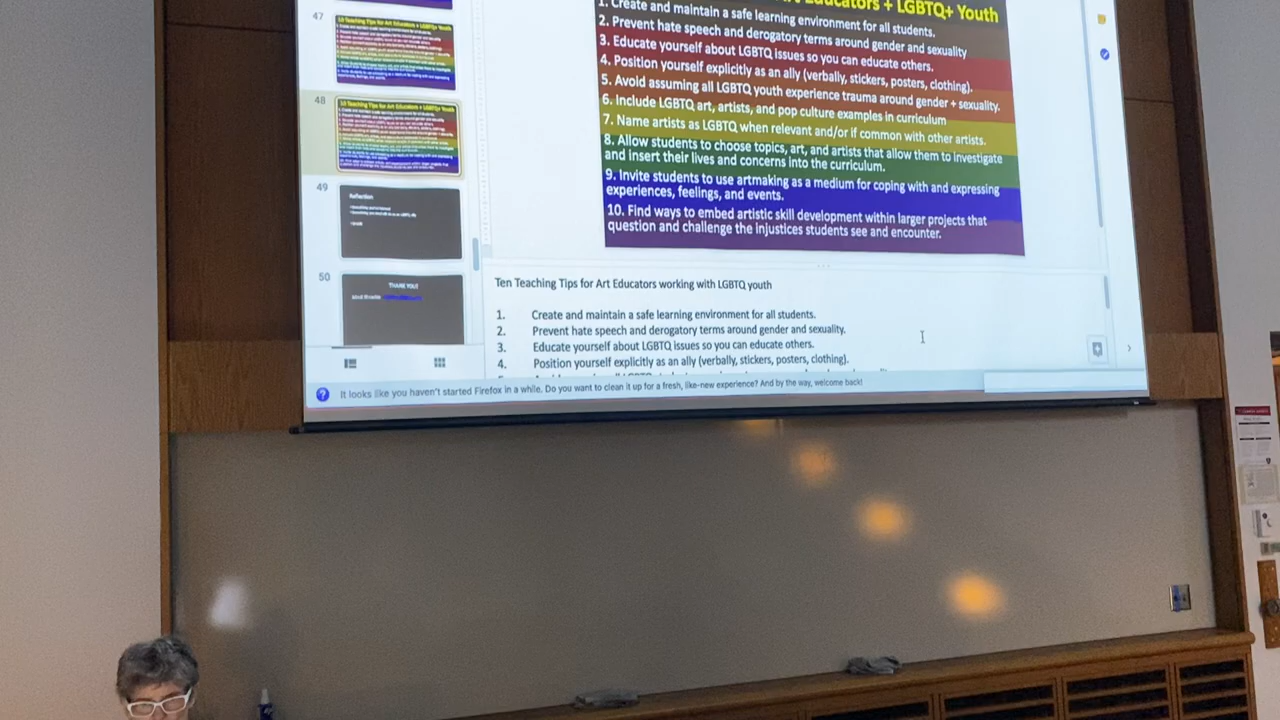 Educators + LGBTQ+ Youth
1. Create and maintain a safe learning environment for all students.
2. Prevent hate speech and derogatory terms around gender and sexuality
3. Educate yourself about LGBTQ issues so you can educate others.
4. Position yourself explicitly as an ally (verbally, stickers, posters, clothing).
5. Avoid assuming all LGBTQ youth experience trauma around gender + sexuality.
6. Include LGBTQ art, artists, and pop culture examples in curriculum
7. Name artists as LGBTQ when relevant and/or if common with other artists.
8. Allow students to choose topics, art, and artists that allow them to investigate
and insert their lives and concerns into the curriculum.
9. Invite students to use artmaking as a medium for coping with and expressing
experiences, feelings, and events.
10. Find ways to embed artistic skill development within larger projects that
question and challenge the injustices students see and encounter.
47
48
10 Teaching Tips for Art Educators + LGBTQ+ Youth
49
Reflection
50
THANK YOU!
Ten Teaching Tips for Art Educators working with LGBTQ youth
1. Create and maintain a safe learning environment for all students.
2. Prevent hate speech and derogatory terms around gender and sexuality.
3. Educate yourself about LGBTQ issues so you can educate others.
4. Position yourself explicitly as an ally (verbally, stickers, posters, clothing).
It looks like you haven't started Firefox in a while. Do you want to clean it up for a fresh, like-new experience? And by the way, welcome back!